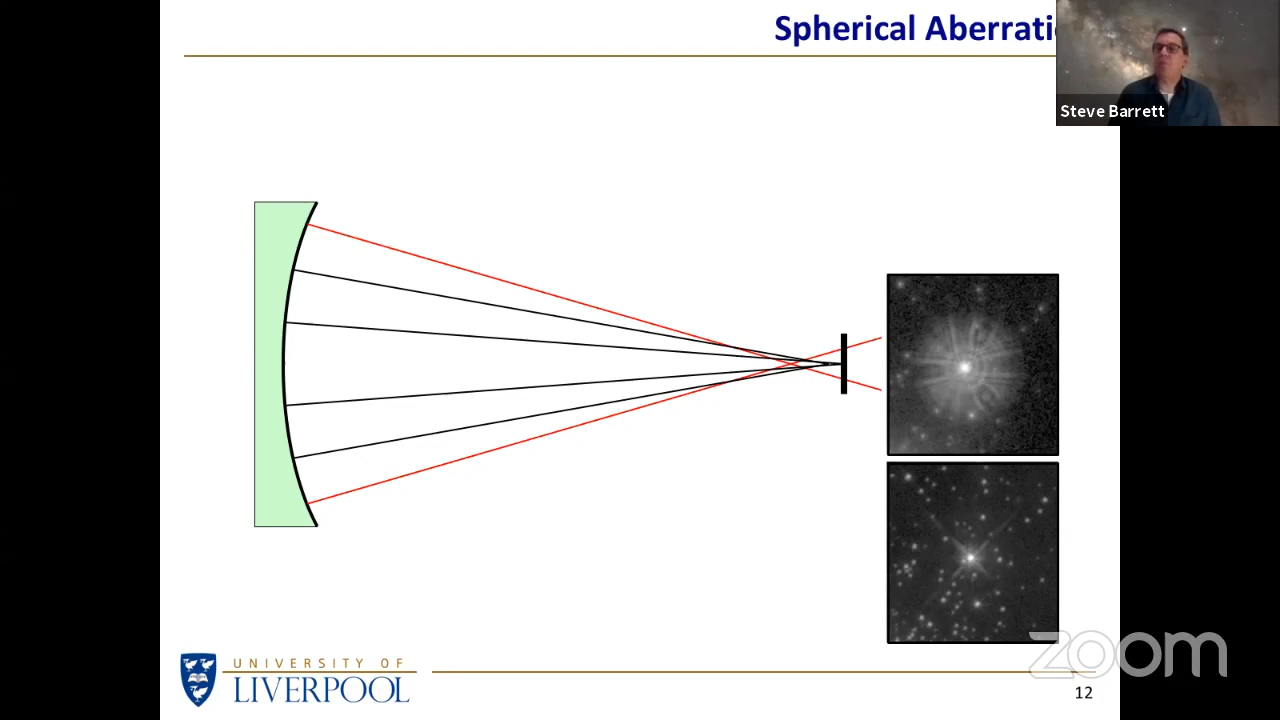 Spherical Aberrati
Steve Barrett
UNIVERSITY OF
LIVERPOOL
zoom
12